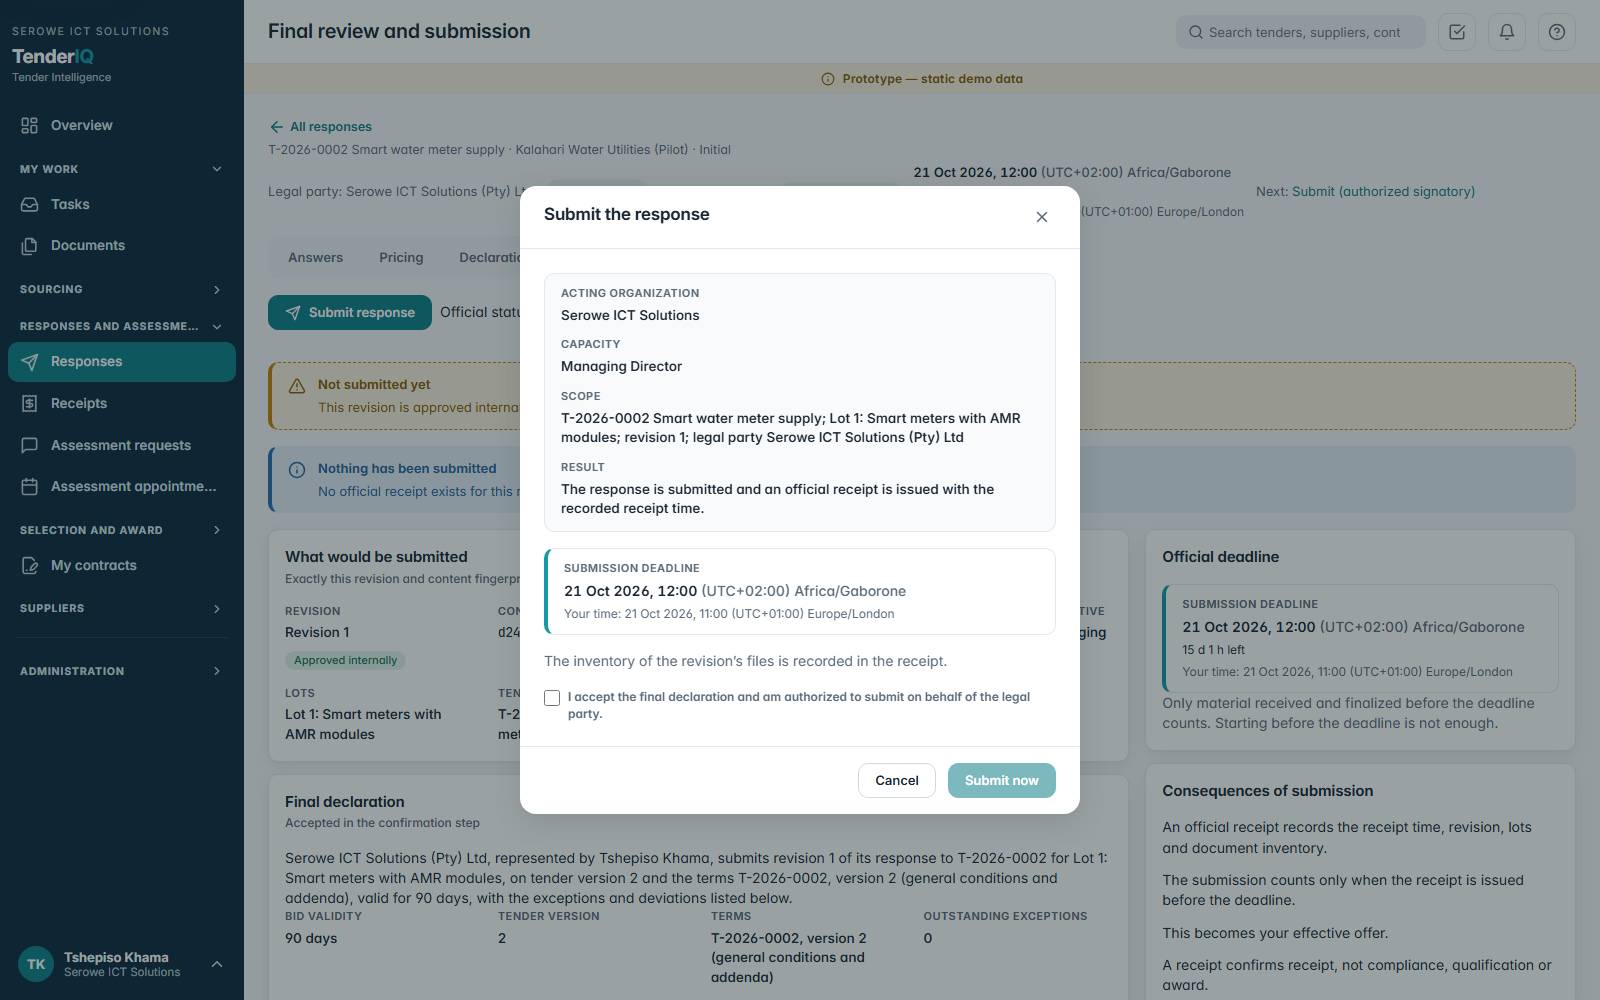 SEROWE ICT SOLUTIONS
TenderIQ
Tender Intelligence
Overview
MY WORK
Tasks
Documents
SOURCING
RESPONSES AND ASSESSME...
Responses
Receipts
Assessment requests
Assessment appointme...
SELECTION AND AWARD
My contracts
SUPPLIERS
ADMINISTRATION
TK
Tshepiso Khama
Serowe ICT Solutions
Final review and submission
Search tenders, suppliers, cont
Prototype — static demo data
All responses
T-2026-0002 Smart water meter supply · Kalahari Water Utilities (Pilot) · Initial
Legal party: Serowe ICT Solutions (Pty)
21 Oct 2026, 12:00 (UTC+02:00) Africa/Gaborone
(UTC+01:00) Europe/London
Next: Submit (authorized signatory)
Answers
Pricing
Submit response
Official
Not submitted yet
This revision is approved
Nothing has been submitted
No official receipt exists for this
What would be submitted
Exactly this revision and content
REVISION
Revision 1
Approved internally
LOTS
Lot 1: Smart meters with
AMR modules
Final declaration
Accepted in the confirmation step
Serowe ICT Solutions (Pty) Ltd, represented by Tshepiso Khama, submits revision 1 of its response to T-2026-0002 for Lot 1:
Smart meters with AMR modules, on tender version 2 and the terms T-2026-0002, version 2 (general conditions and
addenda), valid for 90 days, with the exceptions and deviations listed below.
BID VALIDITY
90 days
TENDER VERSION
2
TERMS
T-2026-0002, version 2
(general conditions and
addenda)
OUTSTANDING EXCEPTIONS
0
Submit the response
ACTING ORGANIZATION
Serowe ICT Solutions
CAPACITY
Managing Director
SCOPE
T-2026-0002 Smart water meter supply; Lot 1: Smart meters with AMR
modules; revision 1; legal party Serowe ICT Solutions (Pty) Ltd
RESULT
The response is submitted and an official receipt is issued with the
recorded receipt time.
SUBMISSION DEADLINE
21 Oct 2026, 12:00 (UTC+02:00) Africa/Gaborone
Your time: 21 Oct 2026, 11:00 (UTC+01:00) Europe/London
The inventory of the revision's files is recorded in the receipt.
I accept the final declaration and am authorized to submit on behalf of the legal
party.
Cancel
Submit now
Official deadline
SUBMISSION DEADLINE
21 Oct 2026, 12:00 (UTC+02:00) Africa/Gaborone
15 d 1 h left
Your time: 21 Oct 2026, 11:00 (UTC+01:00) Europe/London
Only material received and finalized before the deadline
counts. Starting before the deadline is not enough.
Consequences of submission
An official receipt records the receipt time, revision, lots
and document inventory.
The submission counts only when the receipt is issued
before the deadline.
This becomes your effective offer.
A receipt confirms receipt, not compliance, qualification or
award.